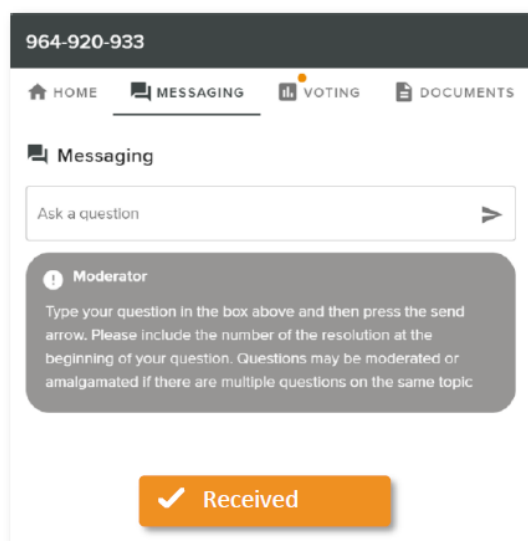 964-920-933
HOME MESSAGING VOTING DOCUMENTS
Messaging
Ask a question
Moderator
Type your question in the box above and then press the send
arrow. Please include the number of the resolution at the
beginning of your question. Questions may be moderated or
amalgamated if there are multiple questions on the same topic
Received